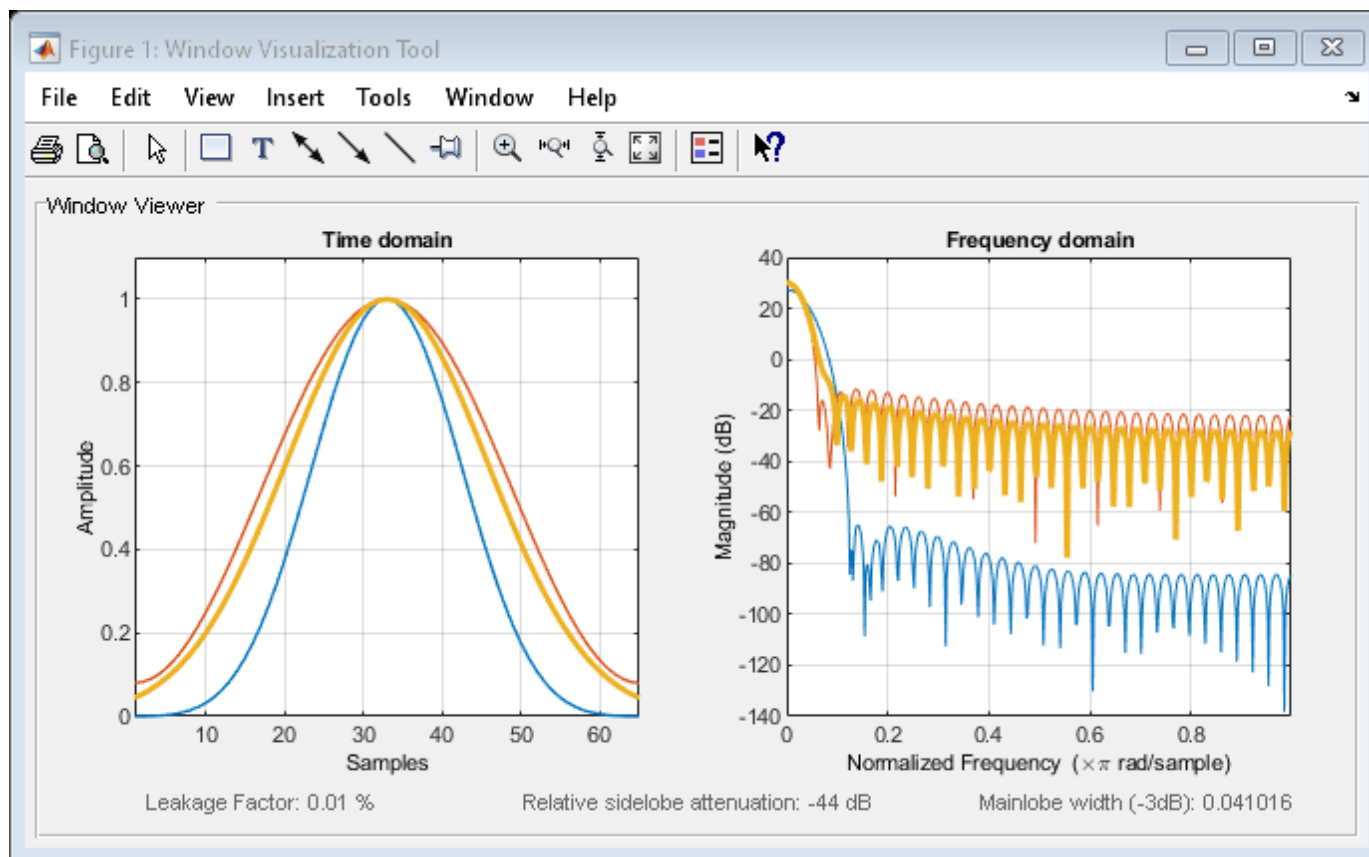 Figure 1: Window Visualization Tool
File Edit View Insert Tools Window Help
T
?
Window Viewer
Time domain
1
0.8
0.6
0.4
0.2
0
Amplitude
10 20 30 40 50 60
Samples
Frequency domain
40
20
0
-20
-40
-60
-80
-100
-120
-140
Magnitude (dB)
0 0.2 0.4 0.6 0.8
Normalized Frequency (×π rad/sample)
Leakage Factor: 0.01 % Relative sidelobe attenuation: -44 dB Mainlobe width (-3dB): 0.041016